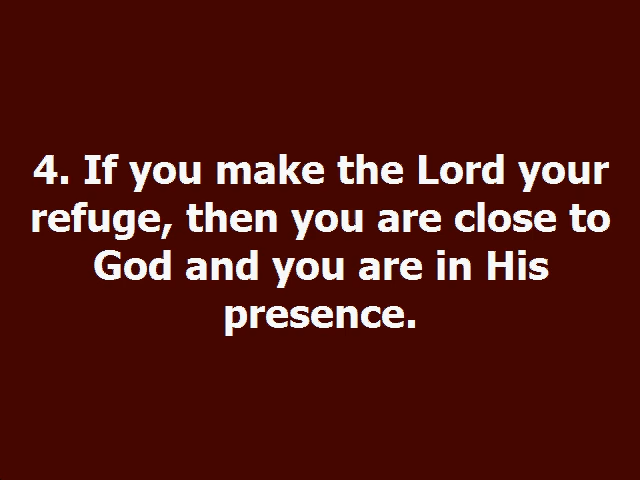 4. If you make the Lord your
refuge, then you are close to
God and you are in His
presence.